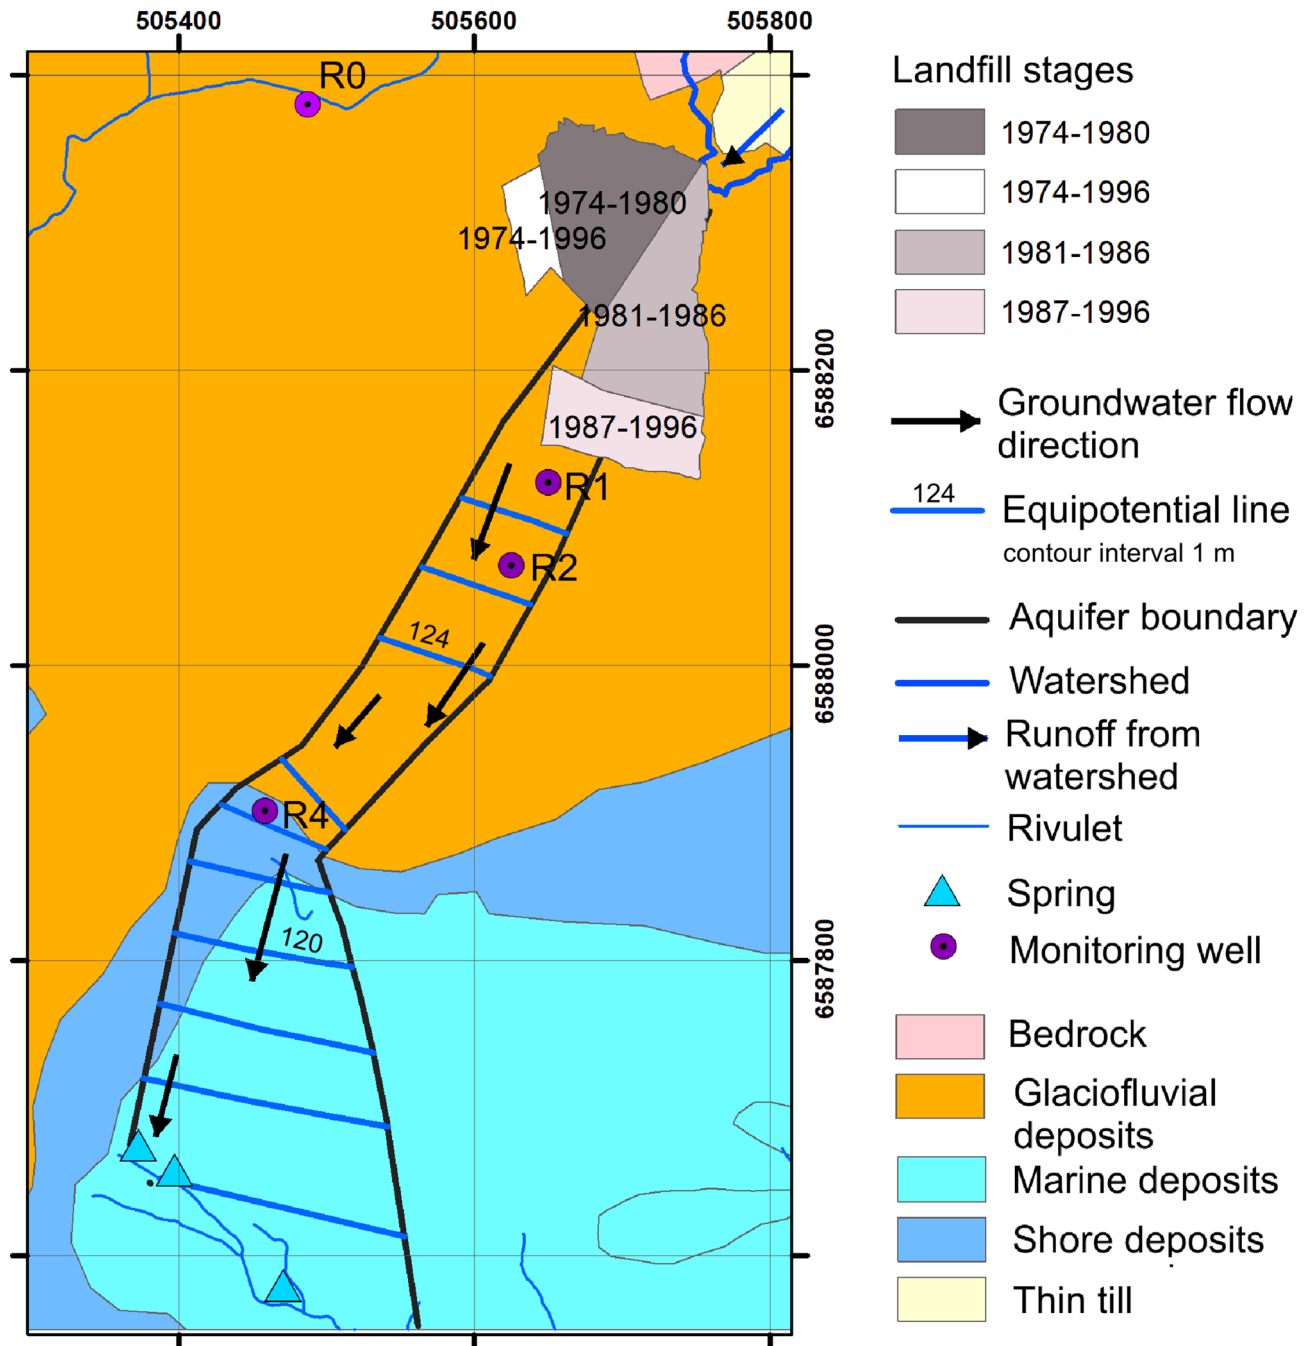 505400
505600
505800
R0
1974-1980
1974-1996
1981-1986
1987-1996
R1
R2
124
R4
120
6588200
6588000
6587800
Landfill stages
1974-1980
1974-1996
1981-1986
1987-1996
Groundwater flow
direction
124
Equipotential line
contour interval 1 m
Aquifer boundary
Watershed
Runoff from
watershed
Rivulet
Spring
Monitoring well
Bedrock
Glaciofluvial
deposits
Marine deposits
Shore deposits
Thin till